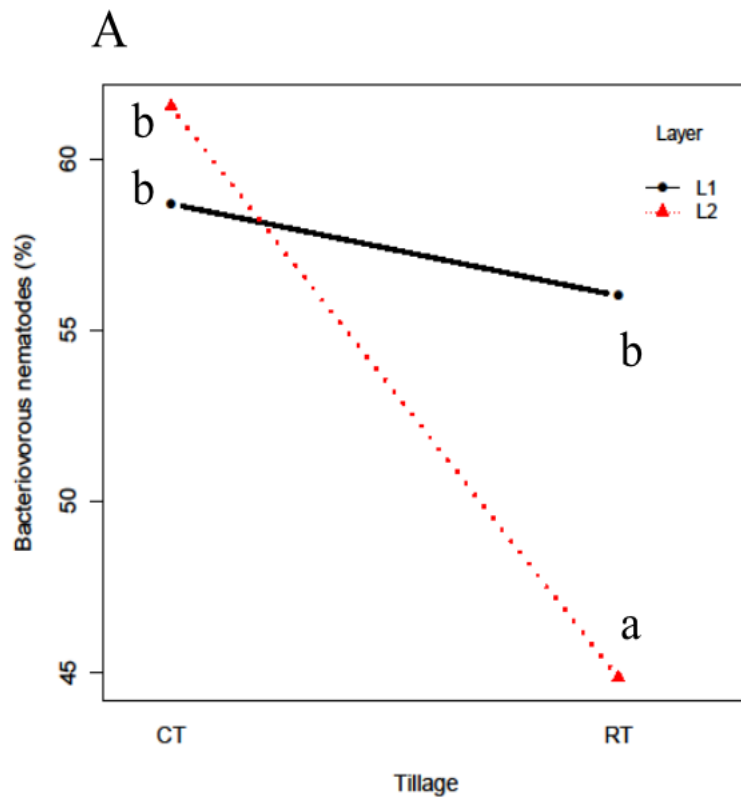 A
Bacteriovorous nematodes (%)
60
55
50
45
b
b
b
a
Layer
L1
L2
CT
RT
Tillage